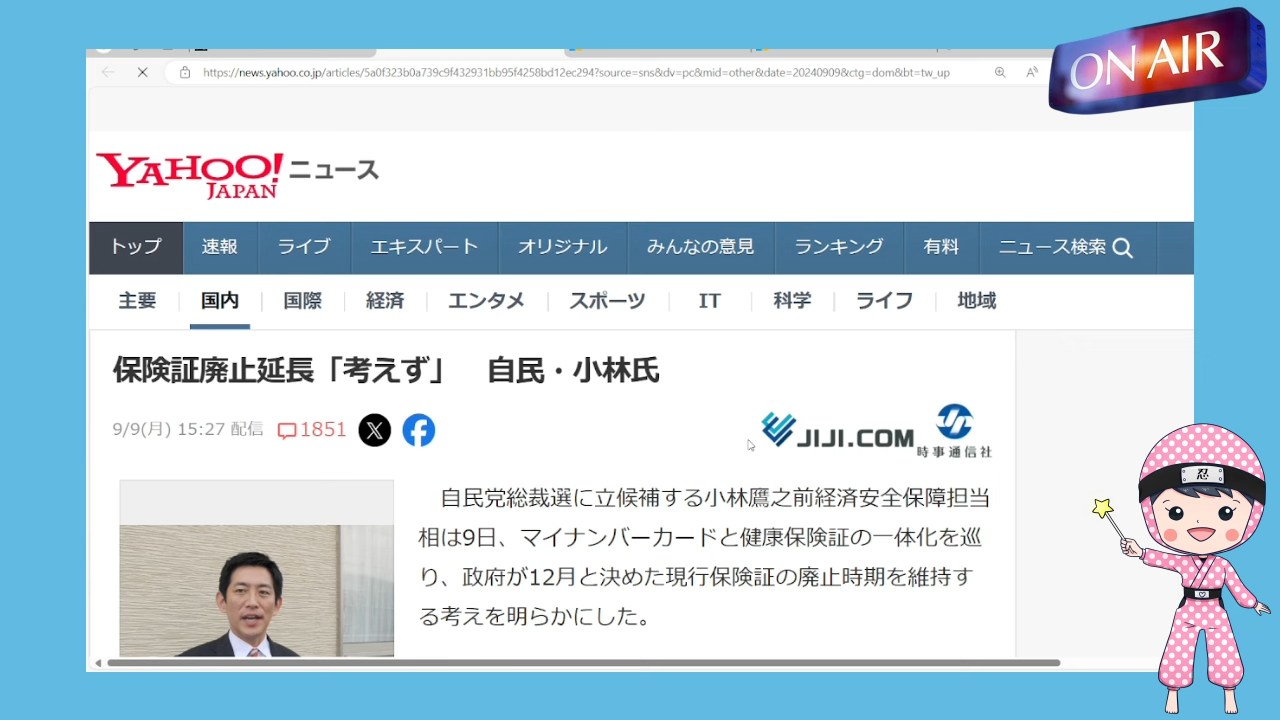 https://news.yahoo.co.jp/articles/5a0f323b0a739c9f432931bb95f4258bd12ec294?source=sns&dv=pc&mid=other&date=20240909&ctg=dom&bt=tw_up
ON AIR
YAHOO! ニュース
JAPAN
トップ 速報 ライブ エキスパート オリジナル みんなの意見 ランキング 有料 ニュース検索
主要 国内 国際 経済 エンタメ スポーツ IT 科学 ライフ 地域
保険証廃止延長「考えず」 自民・小林氏
9/9(月) 15:27 配信 1851
JIJI.COM 時事通信社
自民党総裁選に立候補する小林鷹之前経済安全保障担当
相は9日、マイナンバーカードと健康保険証の一体化を巡
り、政府が12月と決めた現行保険証の廃止時期を維持す
る考えを明らかにした。
忍